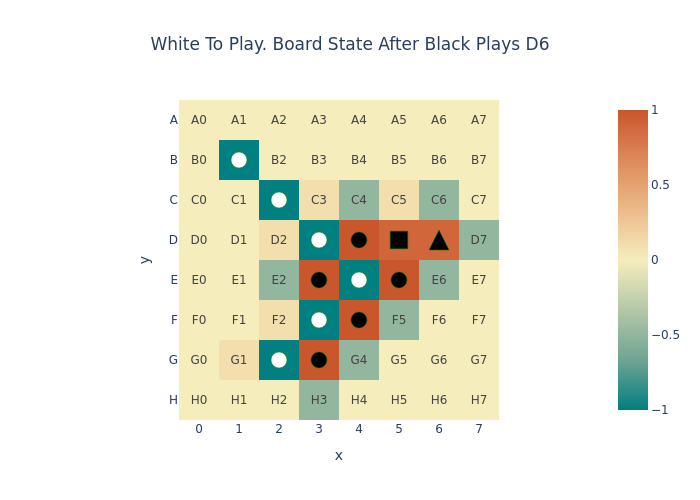 White To Play. Board State After Black Plays D6
A A0 A1 A2 A3 A4 A5 A6 A7
B B0 B2 B3 B4 B5 B6 B7
C C0 C1 C3 C4 C5 C6 C7
D D0 D1 D2 D7
E E0 E1 E2 E6 E7
F F0 F1 F2 F5 F6 F7
G G0 G1 G4 G5 G6 G7
H H0 H1 H2 H3 H4 H5 H6 H7
0 1 2 3 4 5 6 7
x
y
1
0.5
0
−0.5
−1